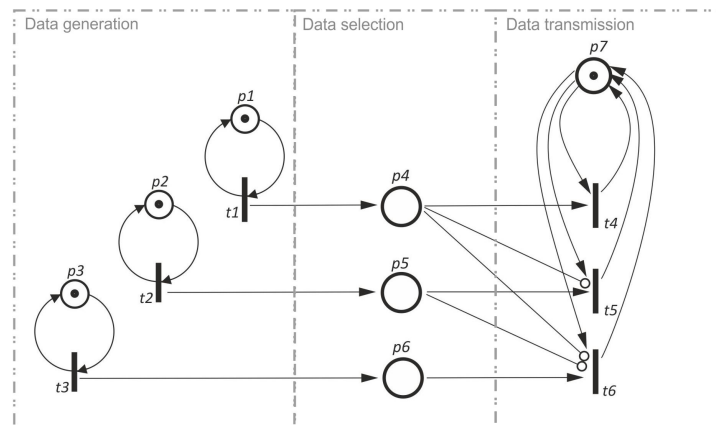 Data generation
Data selection
Data transmission
p7
p1
p2
p4
t1
t4
p3
p5
t2
t5
p6
t3
t6